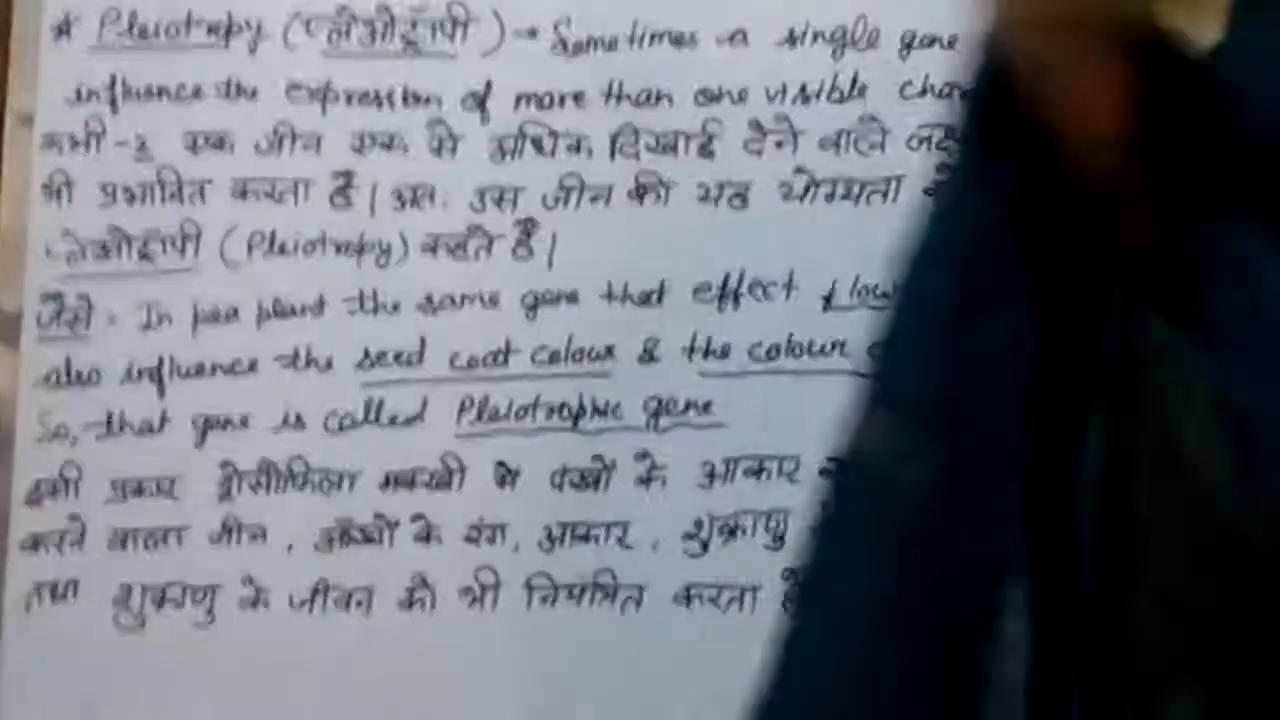 * Pleiotrapy (प्लेओट्रॉपी) → Sometimes a single gene
influence the expression of more than one visible char
कभी-2 एक जीन एक से अधिक दिखाई देने वाले लक्ष
भी प्रभावित करता है। अतः उस जीन की यह योग्यता
प्लेओट्रॉपी (Pleiotrapy) कहते हैं।
जैसे - In pea plant the same gene that effect flow
also influence the seed coat colour & the colour
So, that gene is called Pleiotrophic gene
इसी प्रकार ड्रोसोफिला मक्खी में पंखों के आकार
करने वाला जीन, आँखों के रंग, आकार, शुक्राणु
तथा शुक्राणु के जीवन को भी नियंत्रित करता है